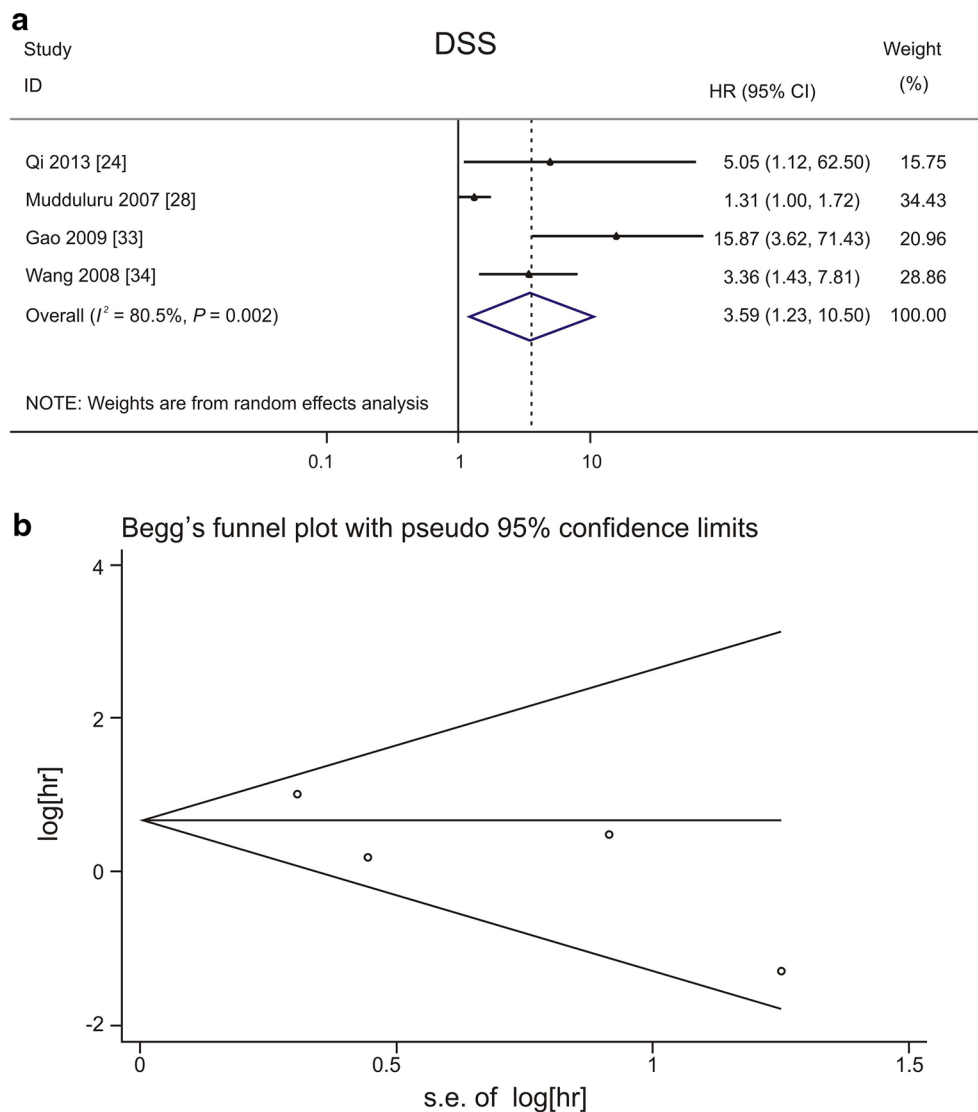 a
Study DSS Weight
ID HR (95% CI) (%)
Qi 2013 [24] 5.05 (1.12, 62.50) 15.75
Mudduluru 2007 [28] 1.31 (1.00, 1.72) 34.43
Gao 2009 [33] 15.87 (3.62, 71.43) 20.96
Wang 2008 [34] 3.36 (1.43, 7.81) 28.86
Overall (I² = 80.5%, P = 0.002) 3.59 (1.23, 10.50) 100.00
NOTE: Weights are from random effects analysis
0.1 1 10
b
Begg's funnel plot with pseudo 95% confidence limits
4
2
0
-2
log[hr]
0 0.5 1 1.5
s.e. of log[hr]